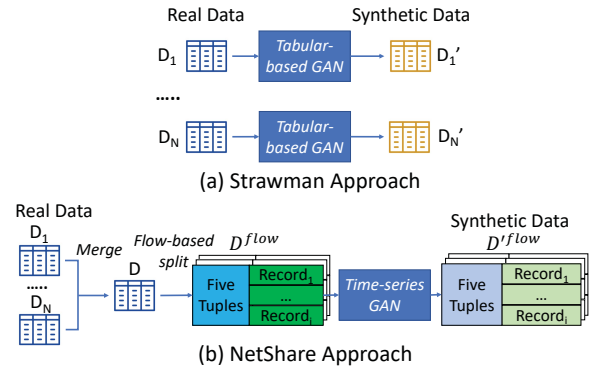 Real Data
Synthetic Data
D1
Tabular-based GAN
D1'
.....
DN
Tabular-based GAN
DN'
(a) Strawman Approach
Real Data
D1
.....
DN
Merge
D
Flow-based split
D^flow
Five Tuples
Record1
...
Recordi
Time-series GAN
Synthetic Data
D'^flow
Five Tuples
Record1
...
Recordi
(b) NetShare Approach